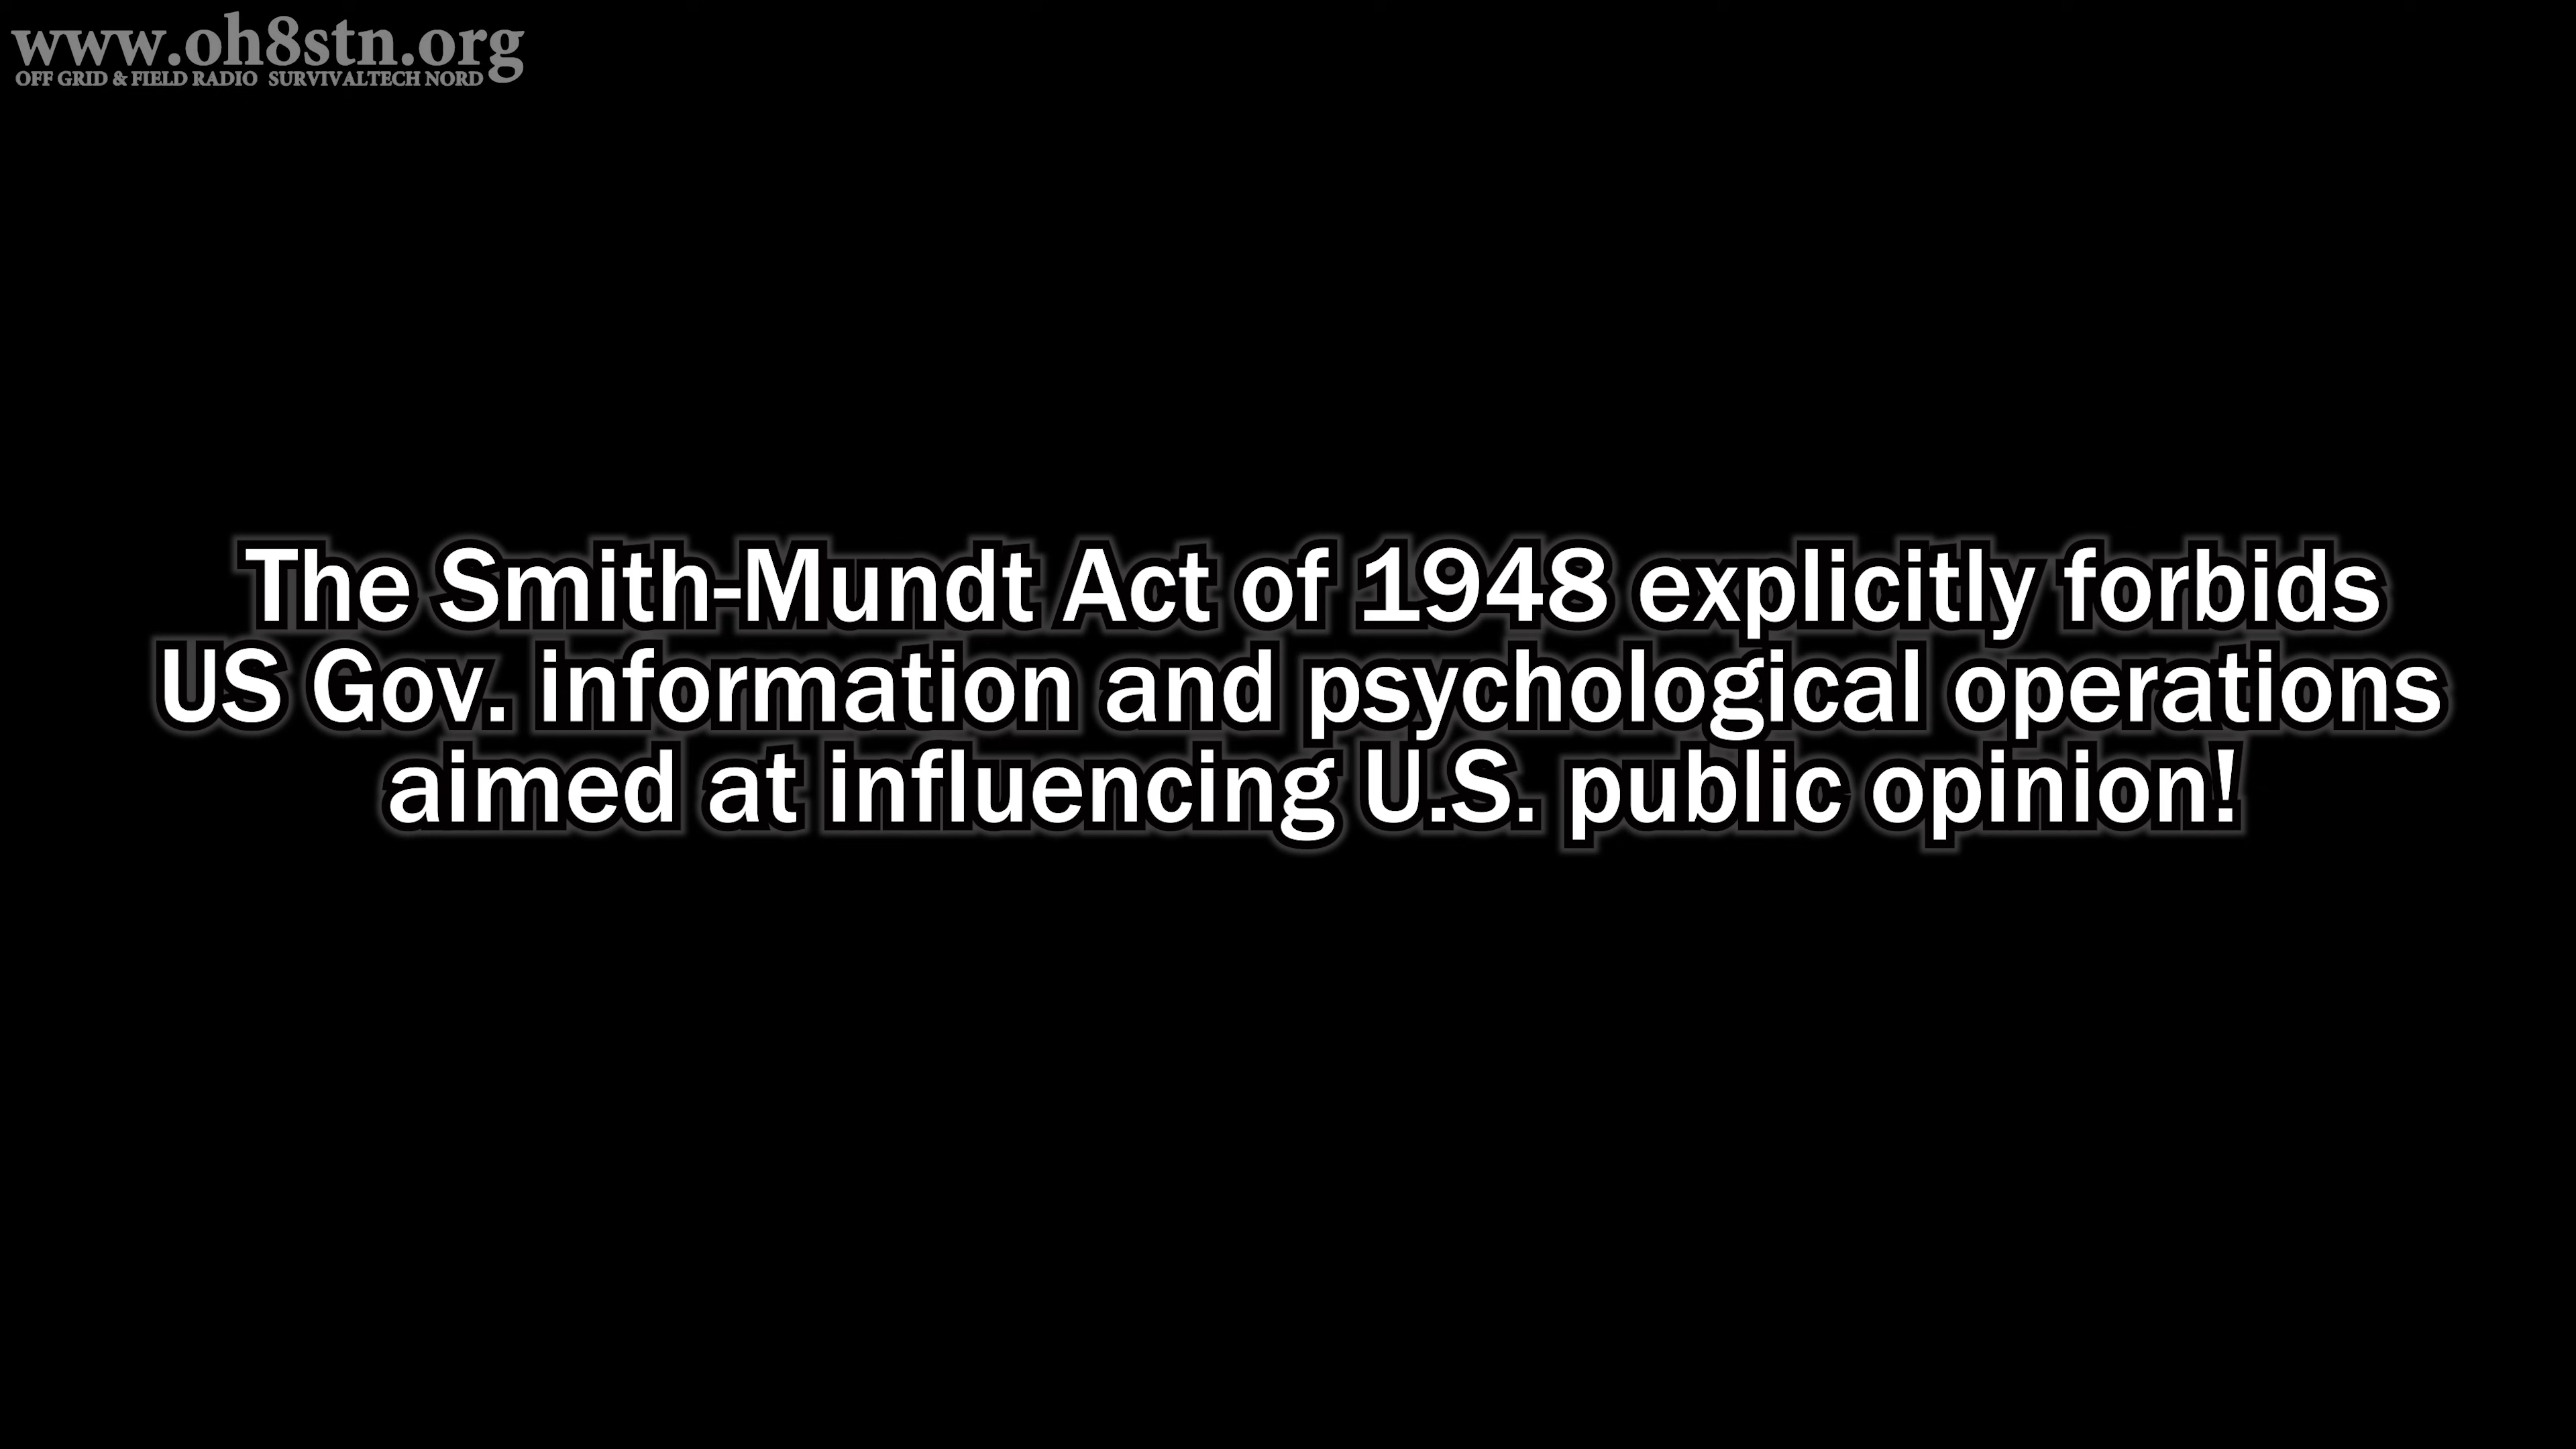 www.oh8stn.org
OFF GRID & FIELD RADIO SURVIVALTECH NORD
The Smith-Mundt Act of 1948 explicitly forbids
US Gov. information and psychological operations
aimed at influencing U.S. public opinion!